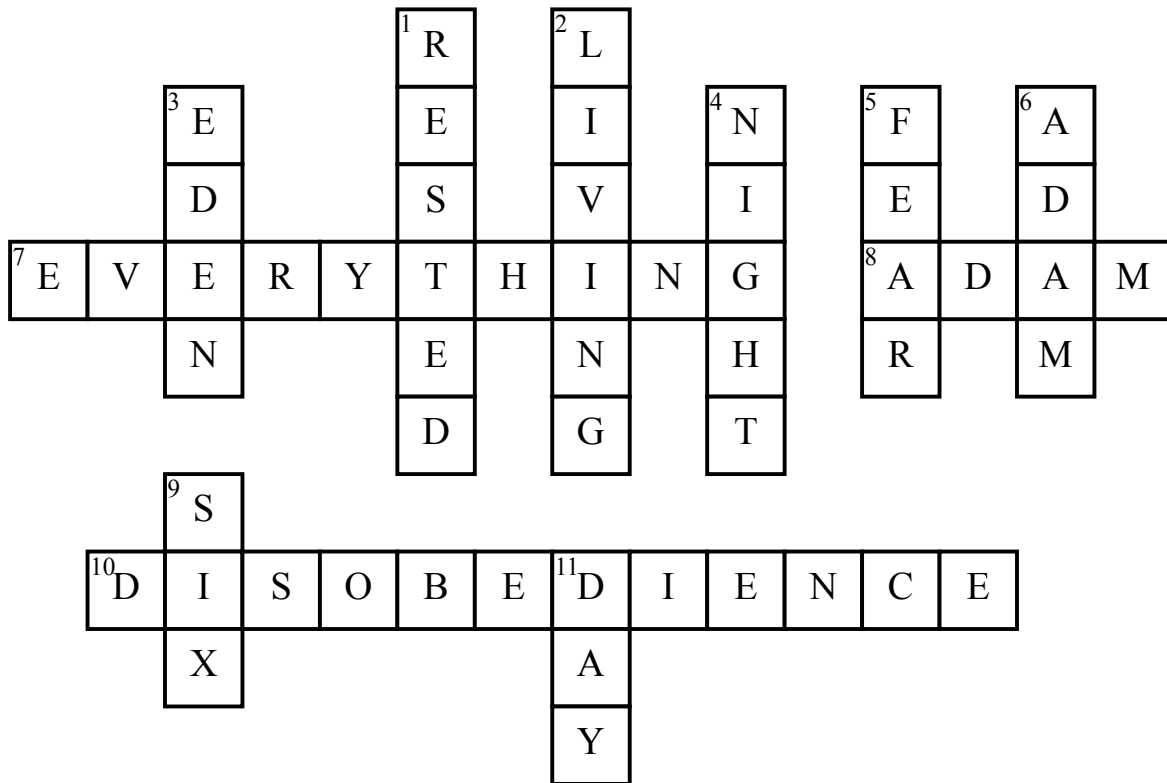 1 R 2 L
3 E E I 4 N 5 F 6 A
D S V I E D
7 E V E R Y T H I N G 8 A D A M
N E N H R M
D G T
9 S
10 D I S O B E 11 D I E N C E
X A
Y